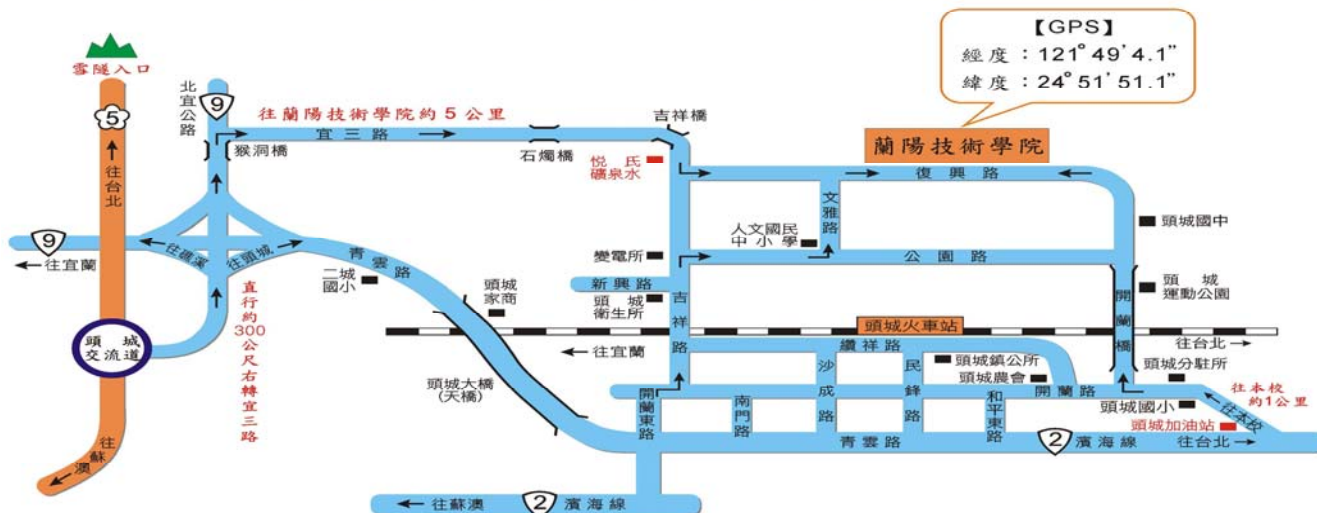 【GPS】
經度：121°49'4.1"
緯度：24°51'51.1"
蘭陽技術學院
雪隧入口
5
往台北
北宜公路
9
往蘭陽技術學院約5公里
宜三路
猴洞橋
石燭橋
吉祥橋
悅氏
礦泉水
復興路
文雅路
人文國民
中小學
頭城國中
9
往宜蘭
往礁溪
往頭城
青雲路
二城
國小
變電所
公園路
新興路
頭城
衛生所
吉祥路
頭城
運動公園
開蘭橋
頭城
家商
直行約300公尺右轉宜三路
頭城
交流道
頭城火車站
往宜蘭
往台北
纘祥路
頭城鎮公所
頭城農會
頭城分駐所
沙成路
民鋒路
頭城大橋
(天橋)
開蘭東路
南門路
和平東路
開蘭路
頭城國小
往本校
約1公里
往本校
頭城加油站
青雲路
2
濱海線
往台北
往蘇澳
往蘇澳
2
濱海線